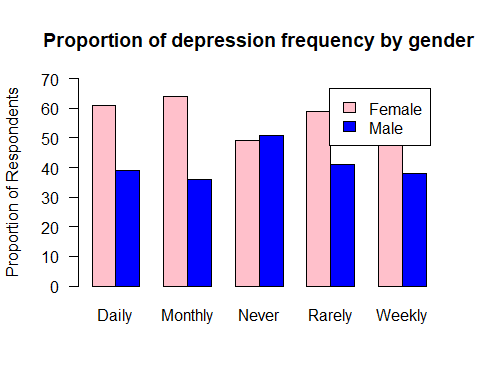 Proportion of depression frequency by gender
Proportion of Respondents
70
60
50
40
30
20
10
0
Female
Male
Daily Monthly Never Rarely Weekly